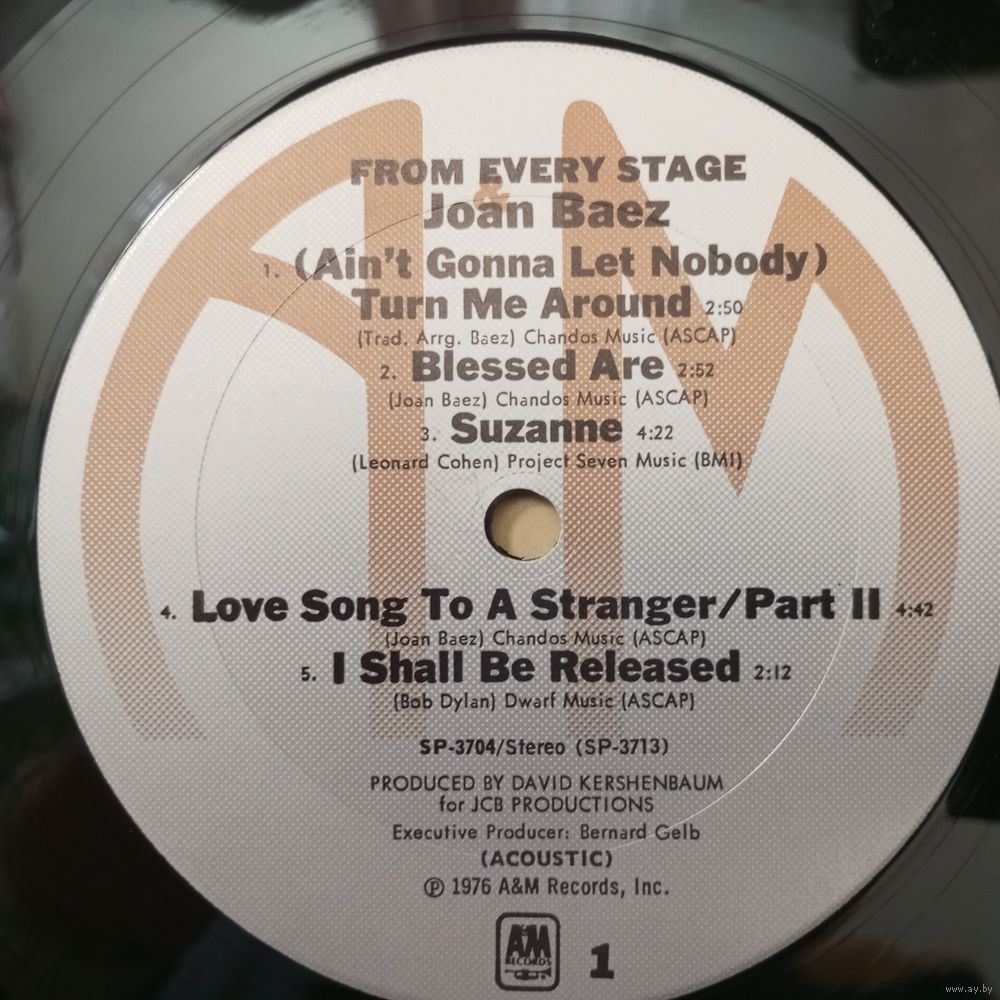 FROM EVERY STAGE
&
Joan Baez
1. (Ain't Gonna Let Nobody)
Turn Me Around 2:50
(Trad. Arrg. Baez) Chandos Music (ASCAP)
2. Blessed Are 2:52
(Joan Baez) Chandos Music (ASCAP)
3. Suzanne 4:22
(Leonard Cohen) Project Seven Music (BMI)
4. Love Song To A Stranger/Part II 4:42
(Joan Baez) Chandos Music (ASCAP)
5. I Shall Be Released 2:12
(Bob Dylan) Dwarf Music (ASCAP)
SP-3704/Stereo (SP-3713)
PRODUCED BY DAVID KERSHENBAUM
for JCB PRODUCTIONS
Executive Producer: Bernard Gelb
(ACOUSTIC)
℗ 1976 A&M Records, Inc.
A&M
RECORDS
1
www.ay.by